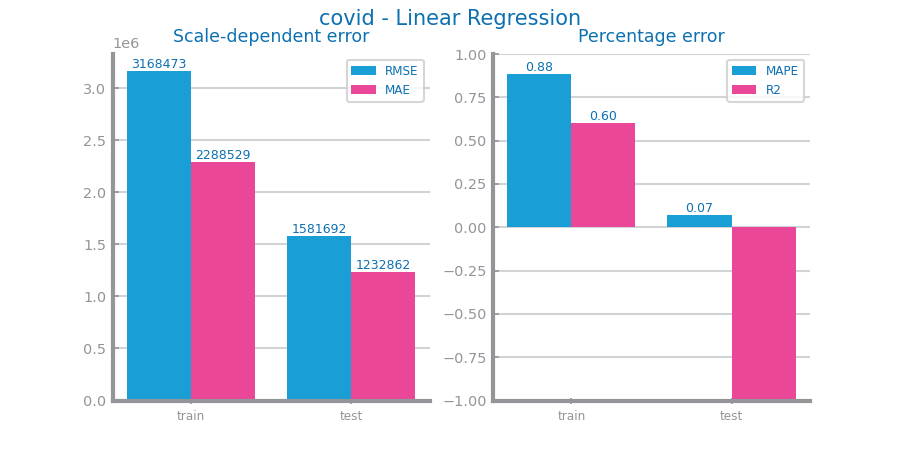 covid - Linear Regression
Scale-dependent error
1e6
3.0
2.5
2.0
1.5
1.0
0.5
0.0
3168473
2288529
1581692
1232862
RMSE
MAE
train
test
Percentage error
1.00
0.75
0.50
0.25
0.00
−0.25
−0.50
−0.75
−1.00
0.88
0.60
0.07
MAPE
R2
train
test